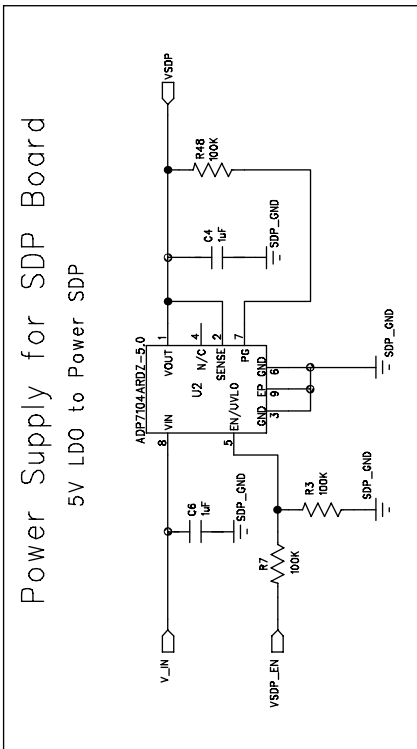 Power Supply for SDP Board
5V LDO to Power SDP
ADP7104ARDZ-5.0
V_IN
8
VIN
VOUT
1
VSDP
C6
1uF
SDP_GND
4
N/C
U2
2
SENSE
C4
1uF
SDP_GND
R48
100K
5
EN/UVLO
PG
7
GND
EP
GND
3
9
6
SDP_GND
VSDP_EN
R7
100K
R3
100K
SDP_GND